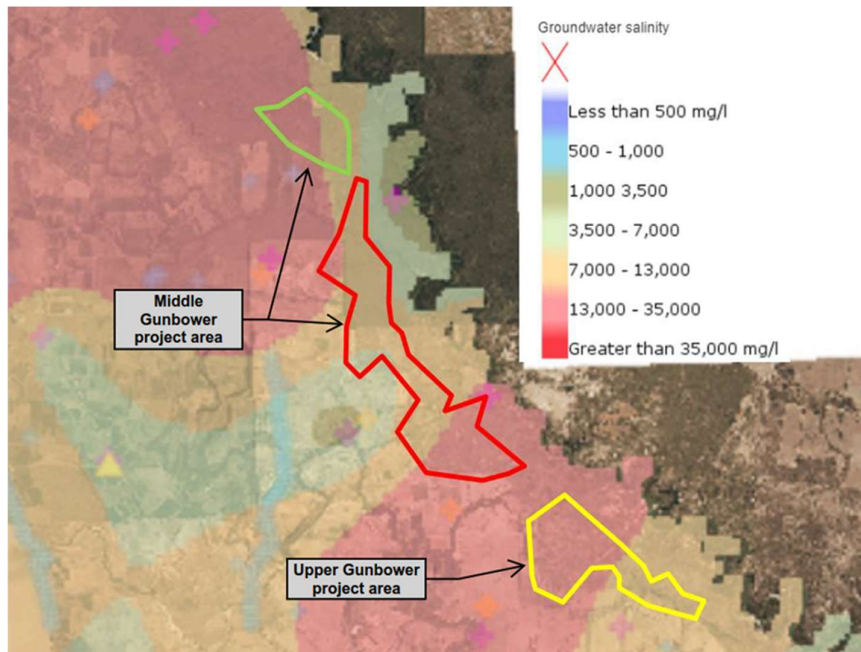 Groundwater salinity
Less than 500 mg/l
500 - 1,000
1,000 3,500
3,500 - 7,000
7,000 - 13,000
13,000 - 35,000
Greater than 35,000 mg/l
Middle
Gunbower
project area
Upper Gunbower
project area